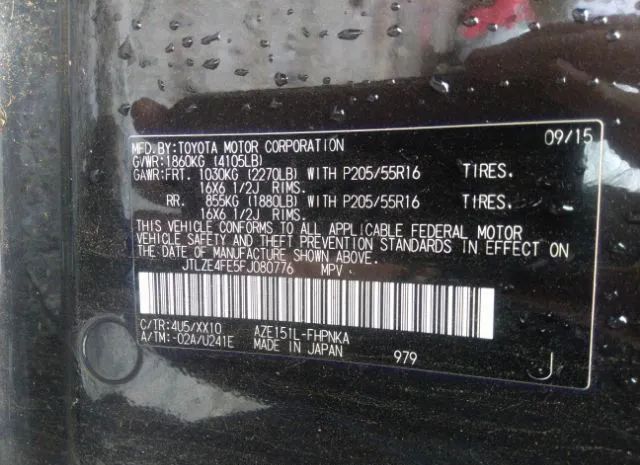 MFD.BY:TOYOTA MOTOR CORPORATION 09/15
GVWR:1860KG (4105LB)
GAWR:FRT. 1030KG (2270LB) WITH P205/55R16 TIRES.
16X6 1/2J RIMS.
RR. 855KG (1880LB) WITH P205/55R16 TIRES.
16X6 1/2J RIMS.
THIS VEHICLE CONFORMS TO ALL APPLICABLE FEDERAL MOTOR
VEHICLE SAFETY AND THEFT PREVENTION STANDARDS IN EFFECT ON
THE DATE OF MANUFACTURE SHOWN ABOVE.
JTLZE4FE5FJ080776 MPV
C/TR:4U5/XX10 AZE151L-FHPNKA
A/TM:-02A/U241E MADE IN JAPAN 979 J